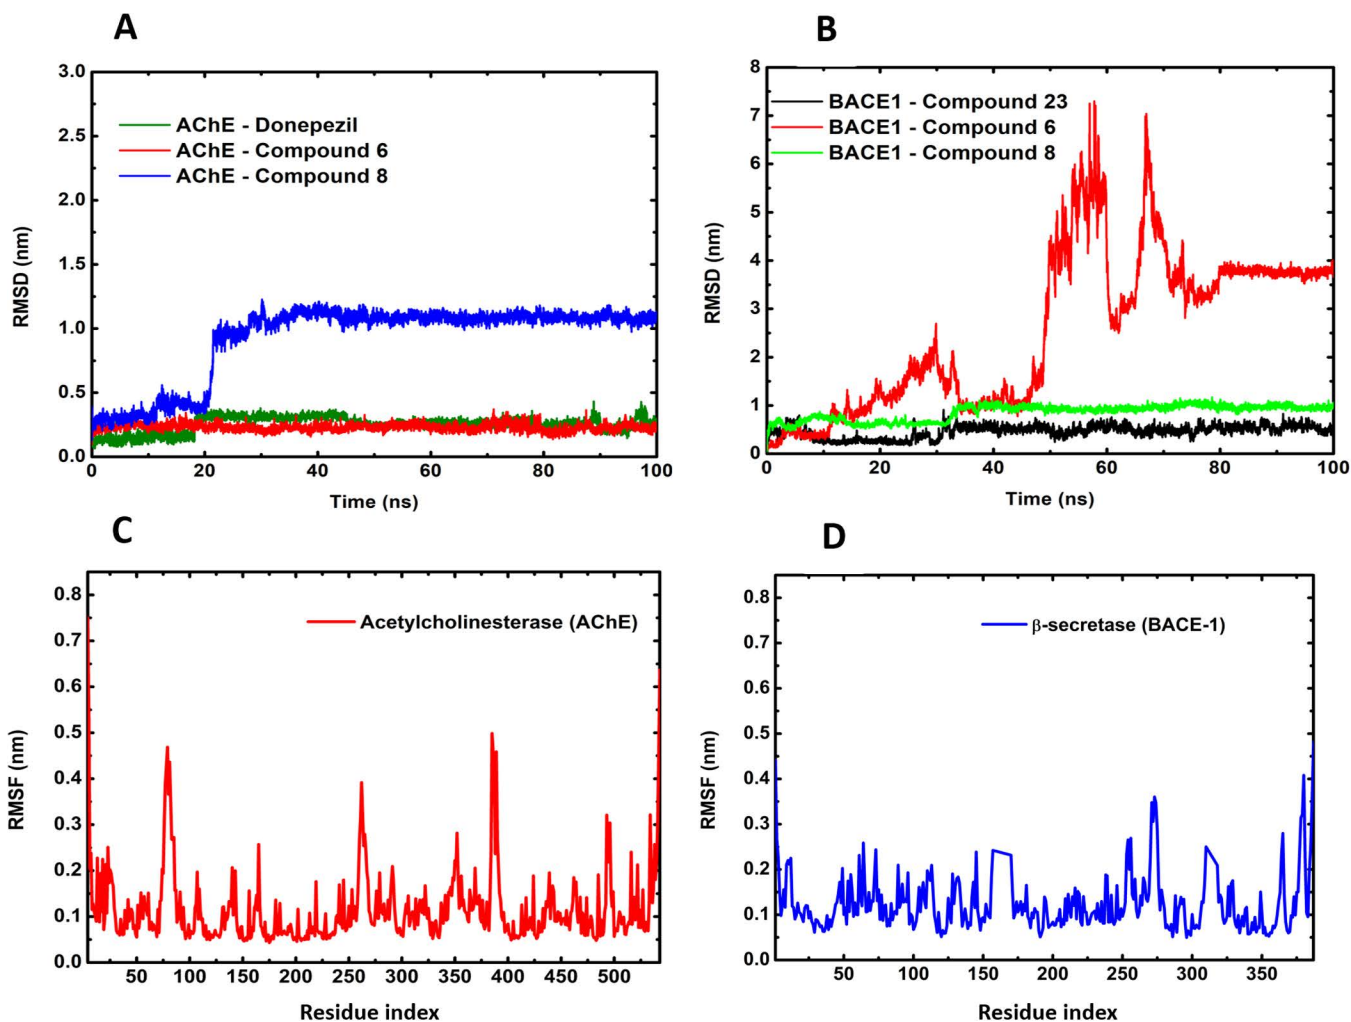 A
3.0
2.5
2.0
1.5
1.0
0.5
0.0
RMSD (nm)
AChE - Donepezil
AChE - Compound 6
AChE - Compound 8
0 20 40 60 80 100
Time (ns)
B
8
7
6
5
4
3
2
1
0
RMSD (nm)
BACE1 - Compound 23
BACE1 - Compound 6
BACE1 - Compound 8
0 20 40 60 80 100
Time (ns)
C
0.8
0.7
0.6
0.5
0.4
0.3
0.2
0.1
0.0
RMSF (nm)
Acetylcholinesterase (AChE)
50 100 150 200 250 300 350 400 450 500
Residue index
D
0.8
0.7
0.6
0.5
0.4
0.3
0.2
0.1
0.0
RMSF (nm)
β-secretase (BACE-1)
50 100 150 200 250 300 350
Residue index